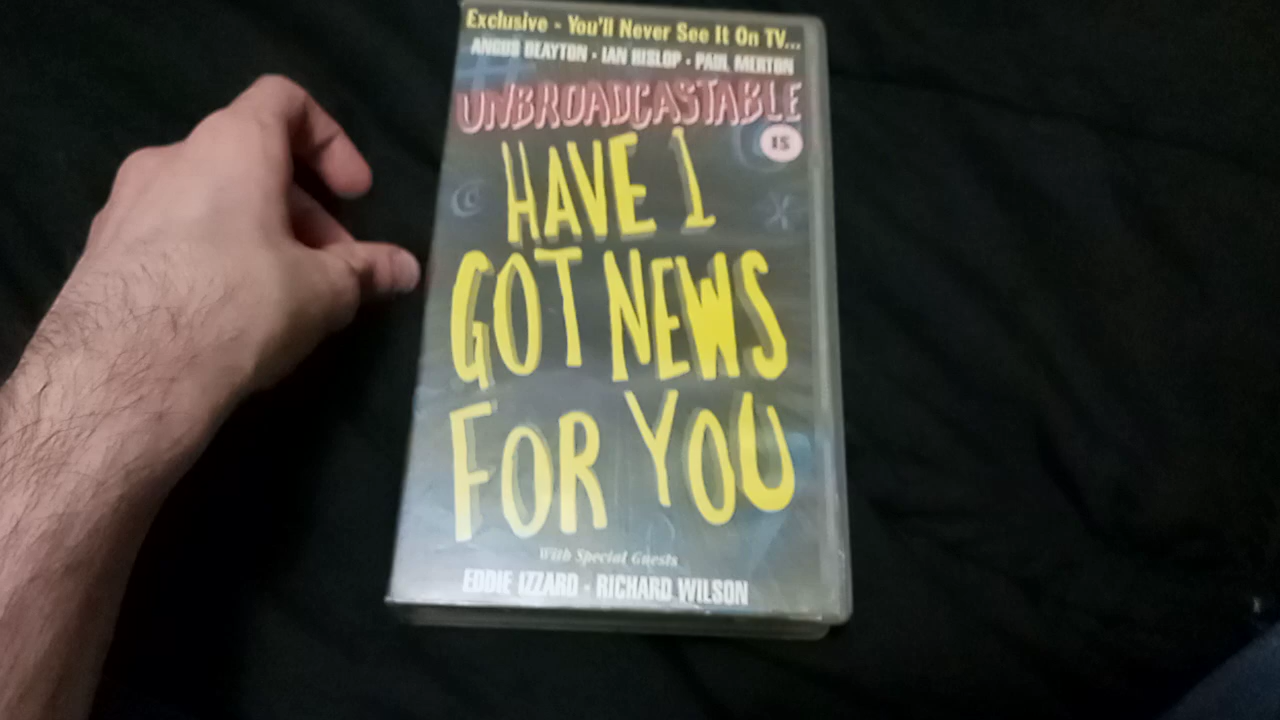 Exclusive - You'll Never See It On TV...
ANGUS DEAYTON · IAN HISLOP · PAUL MERTON
UNBROADCASTABLE
15
HAVE I
GOT NEWS
FOR YOU
With Special Guests
EDDIE IZZARD · RICHARD WILSON